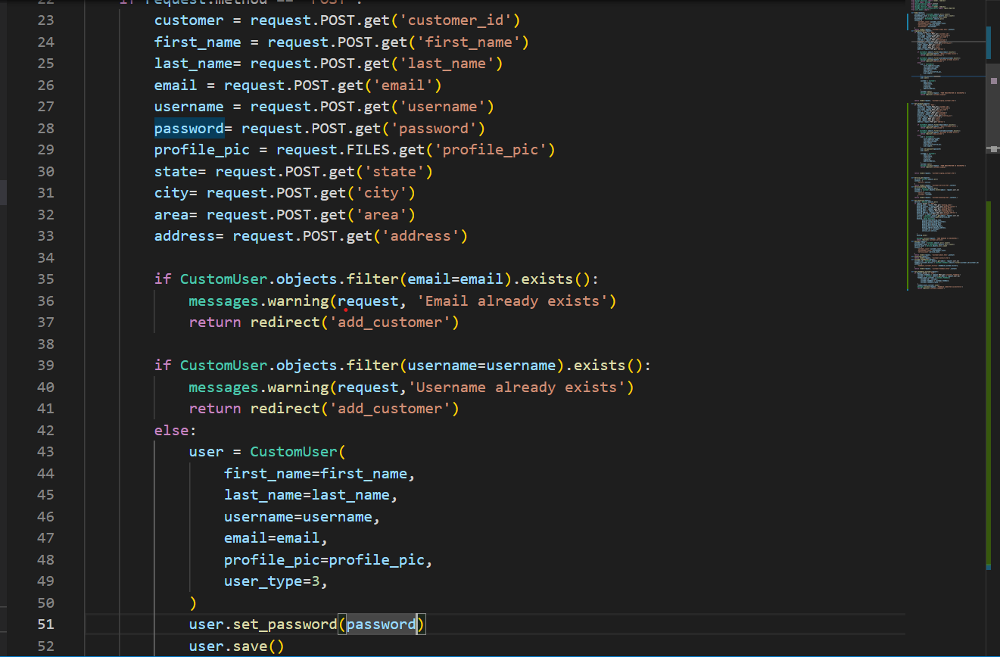 22 if request.method == 'POST':
23 customer = request.POST.get('customer_id')
24 first_name = request.POST.get('first_name')
25 last_name= request.POST.get('last_name')
26 email = request.POST.get('email')
27 username = request.POST.get('username')
28 password= request.POST.get('password')
29 profile_pic = request.FILES.get('profile_pic')
30 state= request.POST.get('state')
31 city= request.POST.get('city')
32 area= request.POST.get('area')
33 address= request.POST.get('address')
34
35 if CustomUser.objects.filter(email=email).exists():
36 messages.warning(request, 'Email already exists')
37 return redirect('add_customer')
38
39 if CustomUser.objects.filter(username=username).exists():
40 messages.warning(request,'Username already exists')
41 return redirect('add_customer')
42 else:
43 user = CustomUser(
44 first_name=first_name,
45 last_name=last_name,
46 username=username,
47 email=email,
48 profile_pic=profile_pic,
49 user_type=3,
50 )
51 user.set_password(password)
52 user.save()